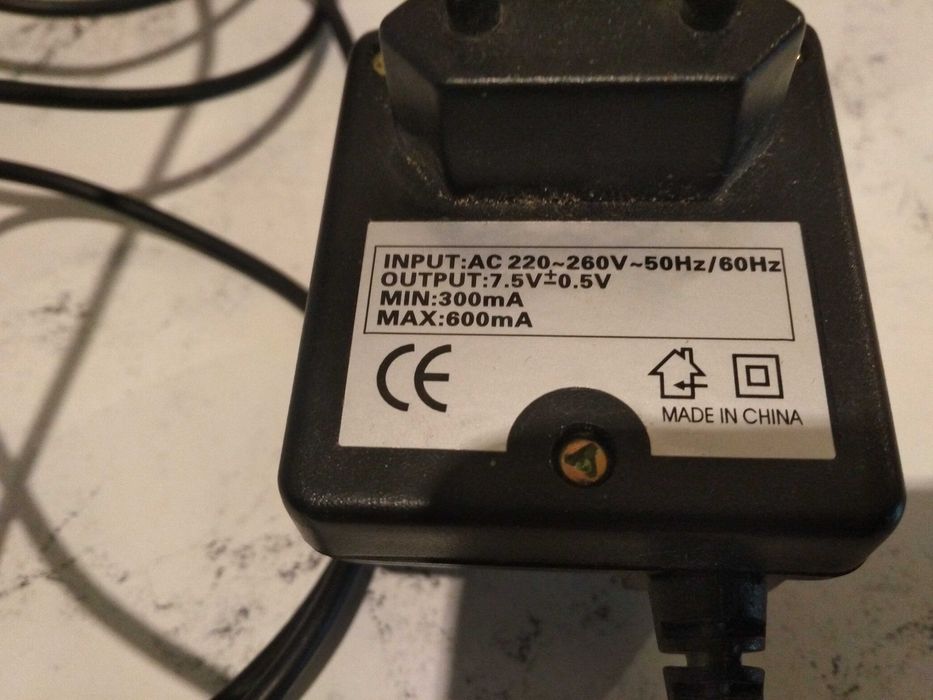 INPUT:AC 220~260V~50Hz/60Hz
OUTPUT:7.5V±0.5V
MIN:300mA
MAX:600mA
CE
MADE IN CHINA